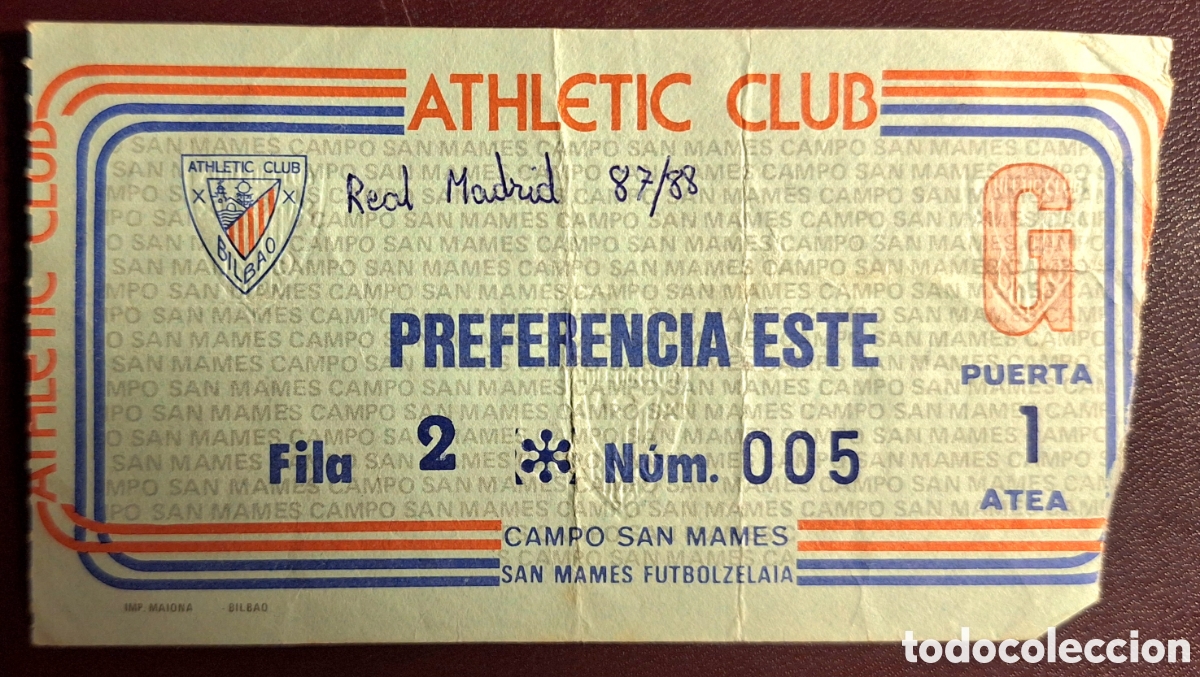 ATHLETIC CLUB
ATHLETIC CLUB
ATHLETIC CLUB
BILBAO
Real Madrid 87/88
G
PREFERENCIA ESTE
PUERTA
1
ATEA
Fila 2 * Núm. 005
CAMPO SAN MAMES
SAN MAMES FUTBOLZELAIA
IMP. MAIONA - BILBAO
todocoleccion